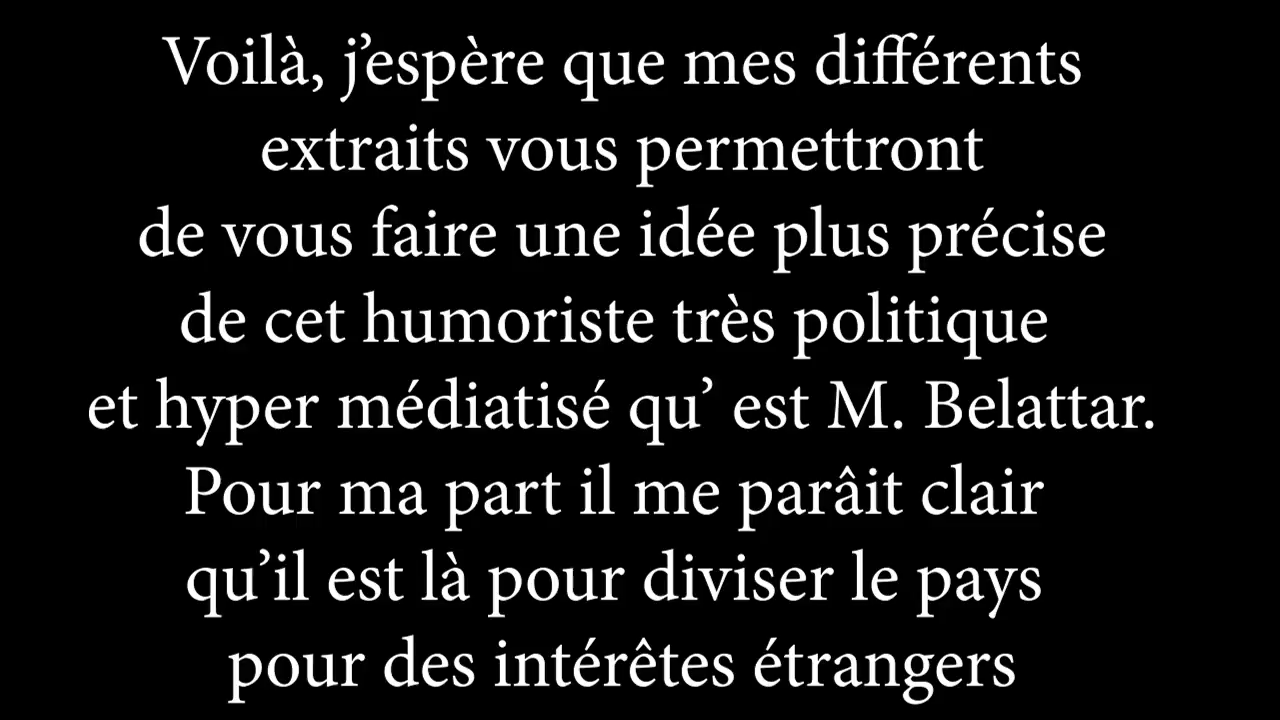 Voilà, j’espère que mes différents
extraits vous permettront
de vous faire une idée plus précise
de cet humoriste très politique
et hyper médiatisé qu’ est M. Belattar.
Pour ma part il me parâit clair
qu’il est là pour diviser le pays
pour des intérêtes étrangers